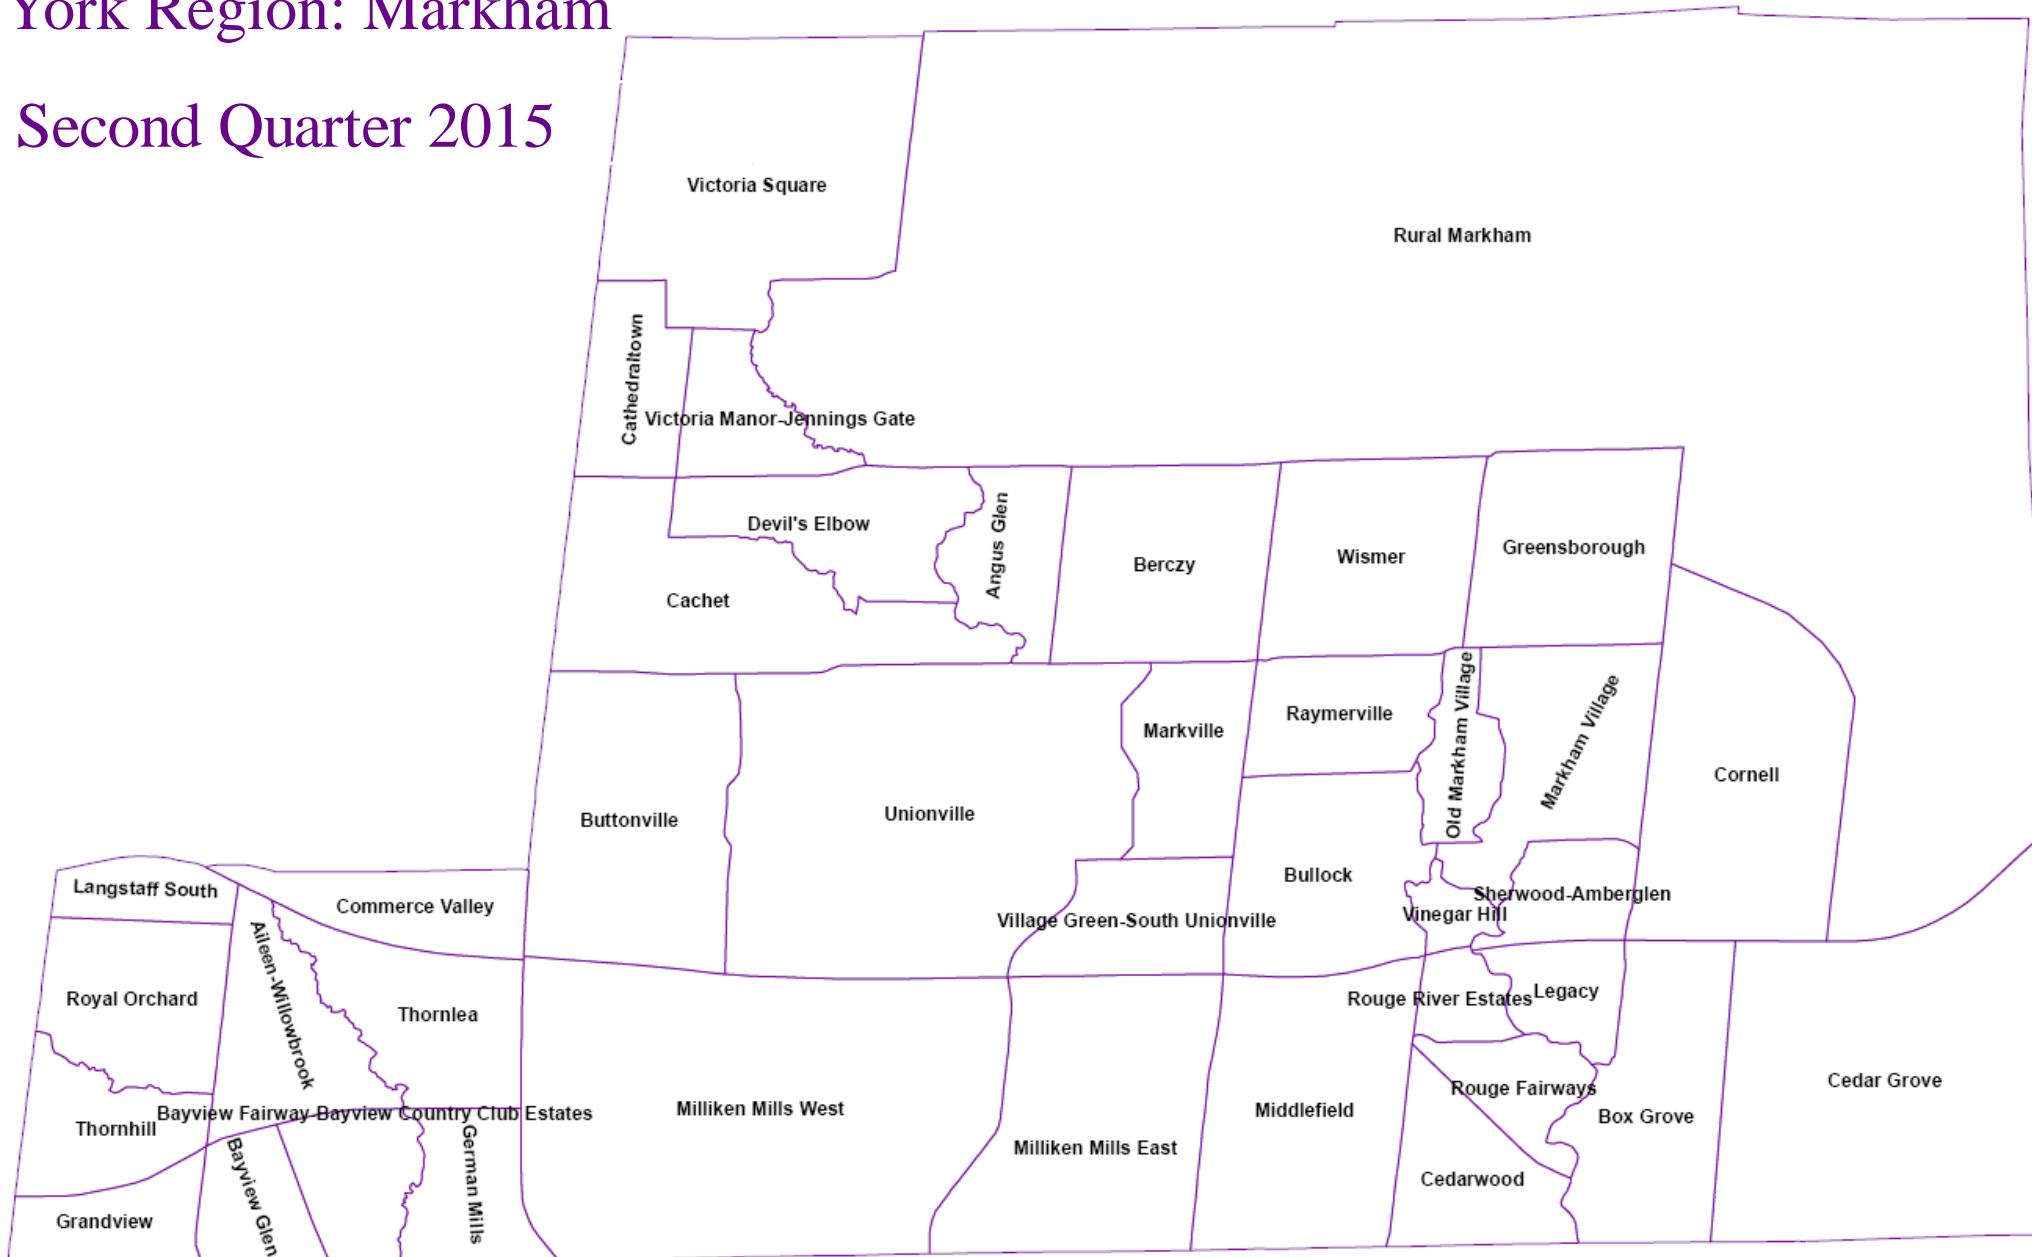 York Region: Markham
Second Quarter 2015
Victoria Square
Rural Markham
Cathedraltown
Victoria Manor-Jennings Gate
Devil's Elbow
Angus Glen
Cachet
Berczy
Wismer
Greensborough
Buttonville
Unionville
Markville
Raymerville
Old Markham Village
Markham Village
Cornell
Bullock
Village Green-South Unionville
Vinegar Hill
Sherwood-Amberglen
Langstaff South
Commerce Valley
Aileen-Willowbrook
Royal Orchard
Thornlea
Rouge River Estates
Legacy
Thornhill
Bayview Fairway-Bayview Country Club Estates
Milliken Mills West
Milliken Mills East
Middlefield
Rouge Fairways
Box Grove
Cedar Grove
Cedarwood
Grandview
Bayview Glen
German Mills